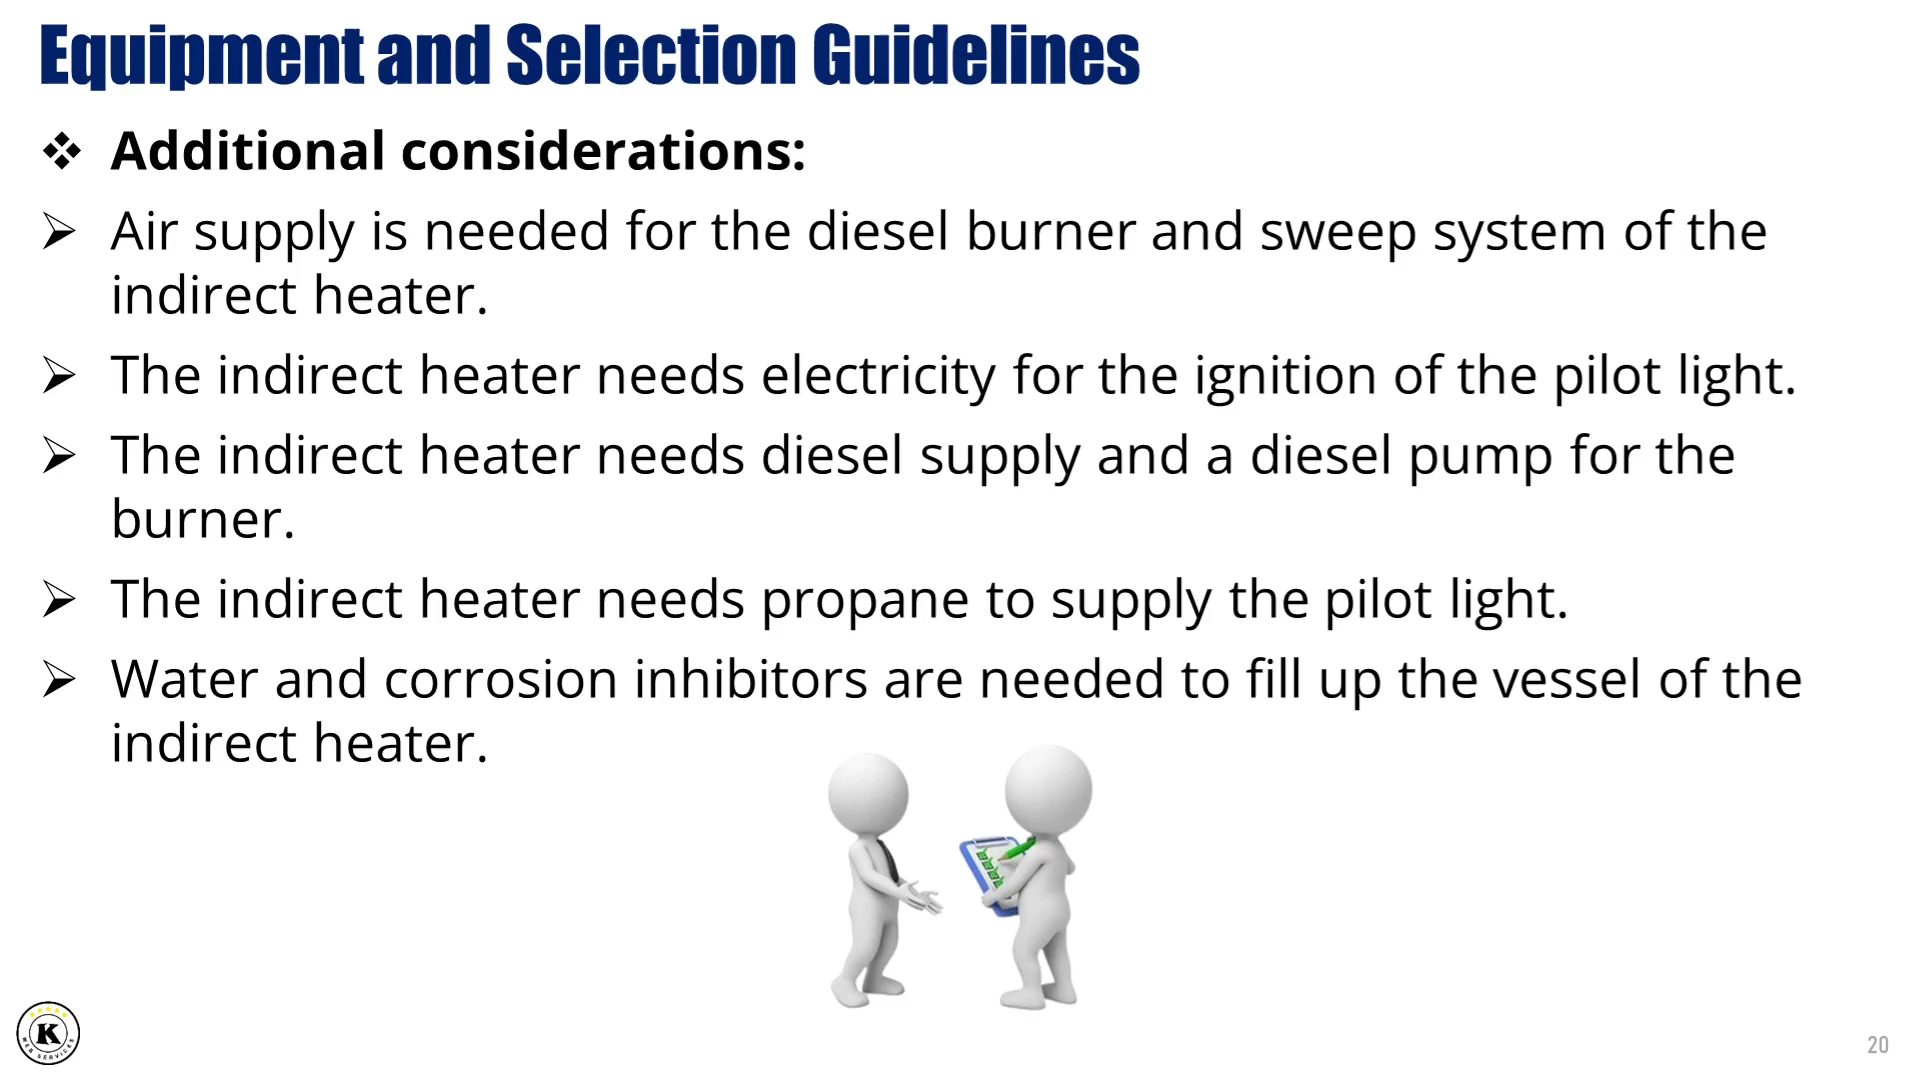 Equipment and Selection Guidelines
❖ Additional considerations:
➢ Air supply is needed for the diesel burner and sweep system of the
indirect heater.
➢ The indirect heater needs electricity for the ignition of the pilot light.
➢ The indirect heater needs diesel supply and a diesel pump for the
burner.
➢ The indirect heater needs propane to supply the pilot light.
➢ Water and corrosion inhibitors are needed to fill up the vessel of the
indirect heater.
K
WEB SERVICES
20